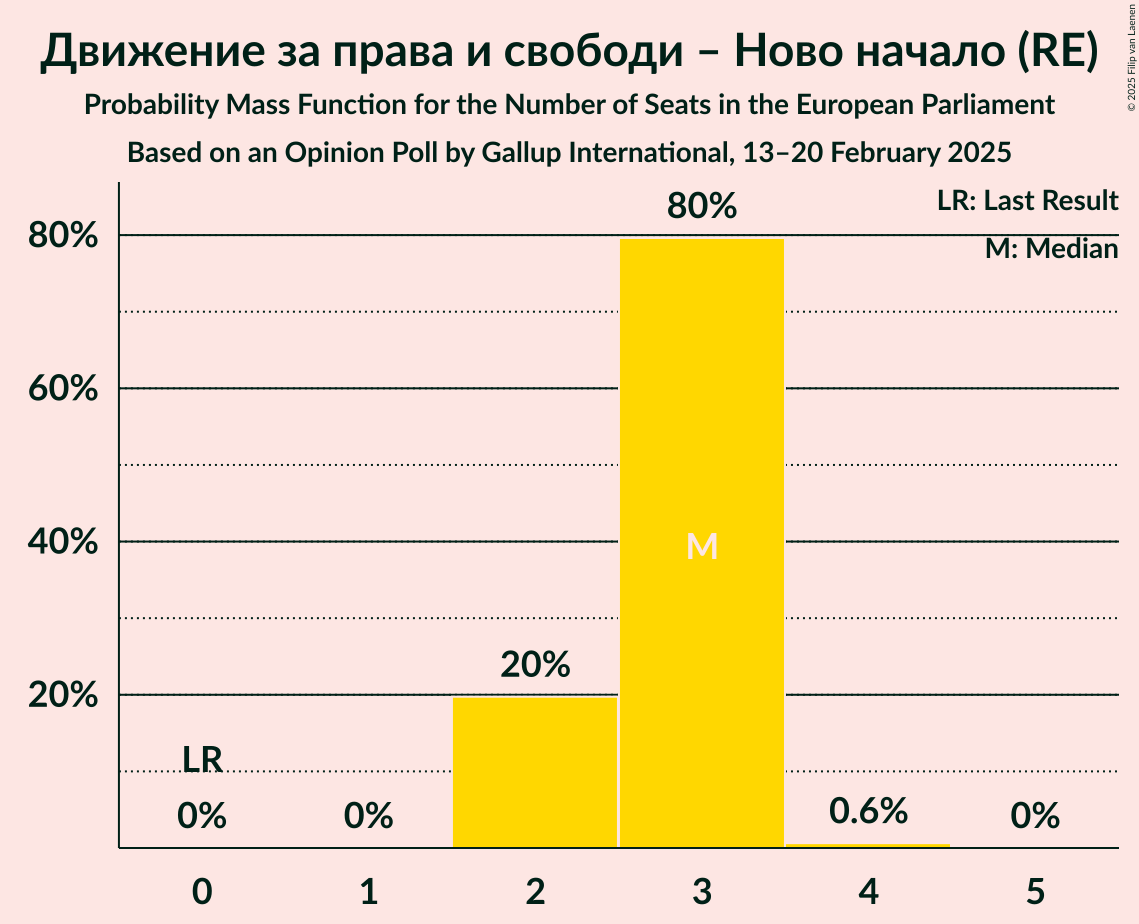 Движение за права и свободи – Ново начало (RE)
Probability Mass Function for the Number of Seats in the European Parliament
Based on an Opinion Poll by Gallup International, 13–20 February 2025
© 2025 Filip van Laenen
LR: Last Result
M: Median
80%
60%
40%
20%
0%
0%
20%
80%
0.6%
0%
LR
M
0
1
2
3
4
5